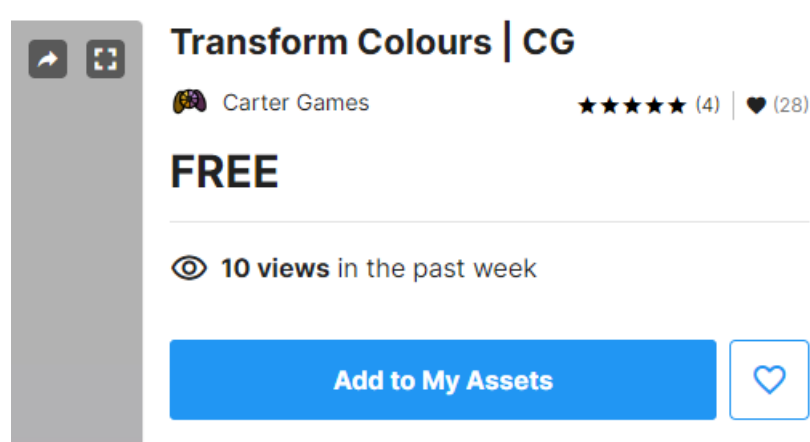 Transform Colours | CG
Carter Games ★★★★★ (4) | ♥ (28)
FREE
10 views in the past week
Add to My Assets